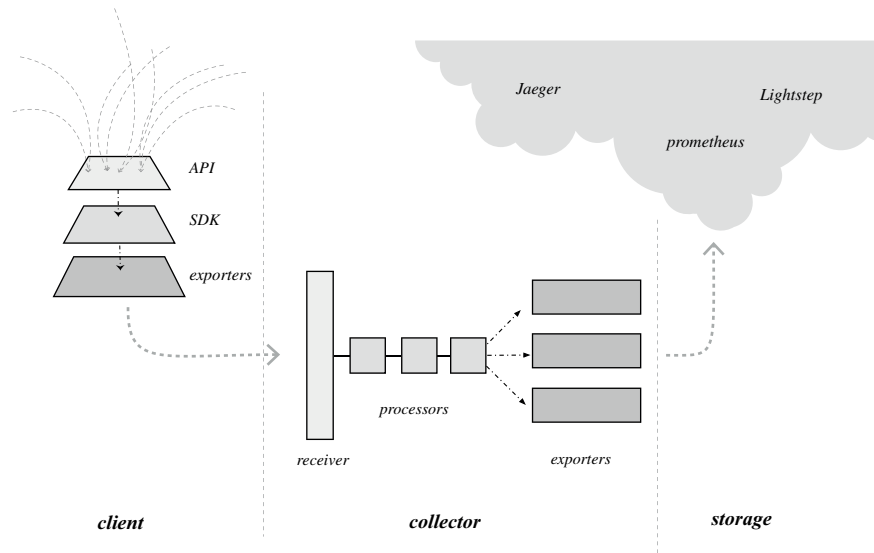 Jaeger
Lightstep
prometheus
API
SDK
exporters
processors
receiver
exporters
client
collector
storage